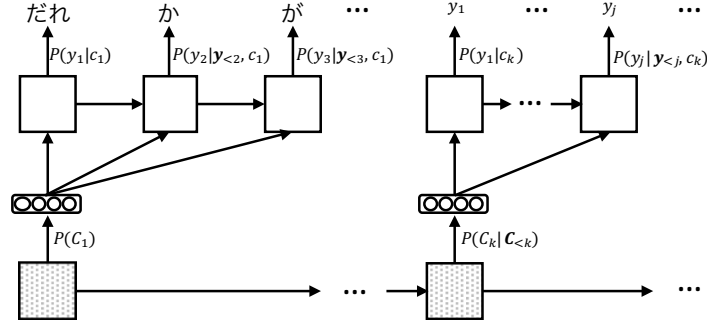 だれ か が ... y₁ ... yⱼ ...
P(y₁|c₁) P(y₂|y<₂, c₁) P(y₃|y<₃, c₁) P(y₁|cₖ) P(yⱼ|y<ⱼ, cₖ)
...
P(C₁) P(Cₖ|C<ₖ)
... ...